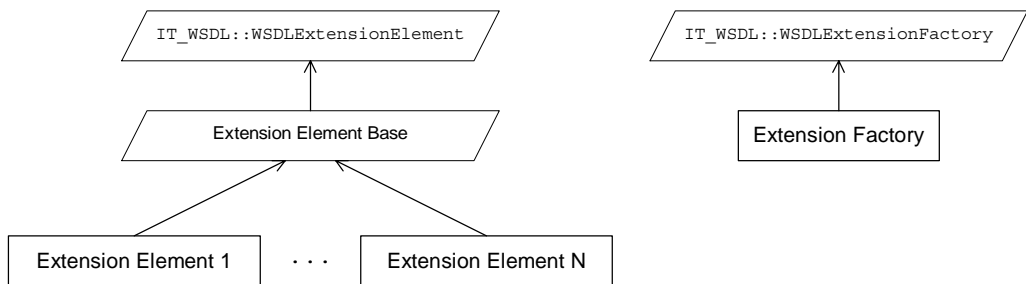 IT_WSDL::WSDLExtensionElement
IT_WSDL::WSDLExtensionFactory
Extension Element Base
Extension Factory
Extension Element 1
. . .
Extension Element N